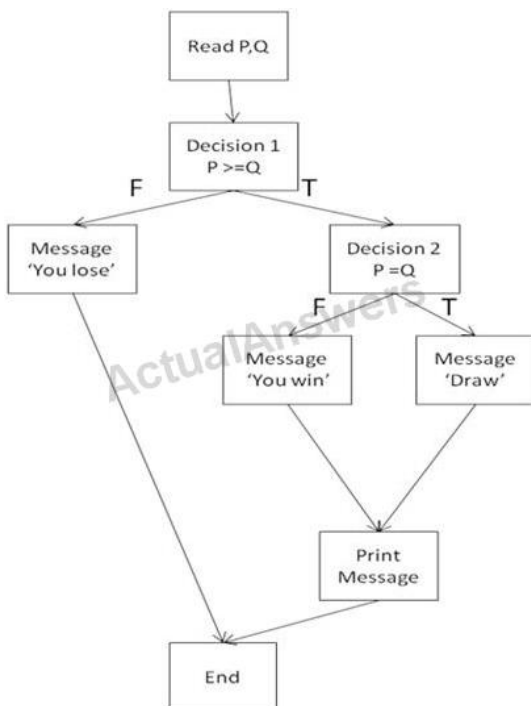 Read P,Q
Decision 1
P >=Q
F
T
Message
‘You lose’
Decision 2
P =Q
F
T
Message
‘You win’
Message
‘Draw’
ActualAnswers
Print
Message
End